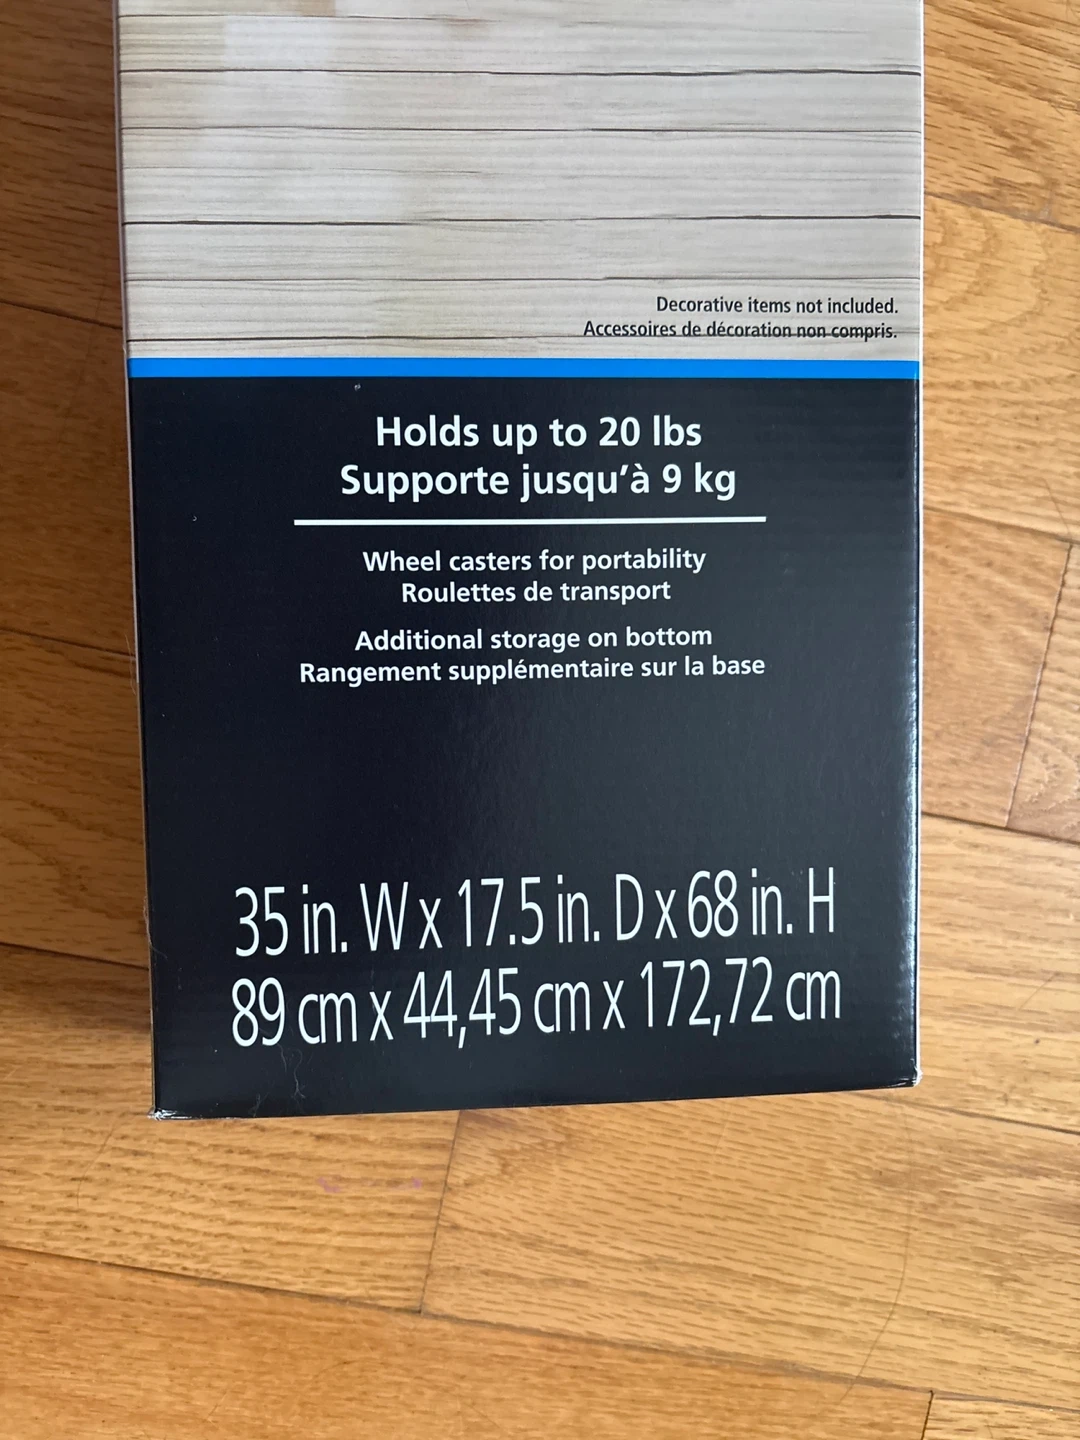 Decorative items not included.
Accessoires de décoration non compris.
Holds up to 20 lbs
Supporte jusqu'à 9 kg
Wheel casters for portability
Roulettes de transport
Additional storage on bottom
Rangement supplémentaire sur la base
35 in. W x 17.5 in. D x 68 in. H
89 cm x 44,45 cm x 172,72 cm